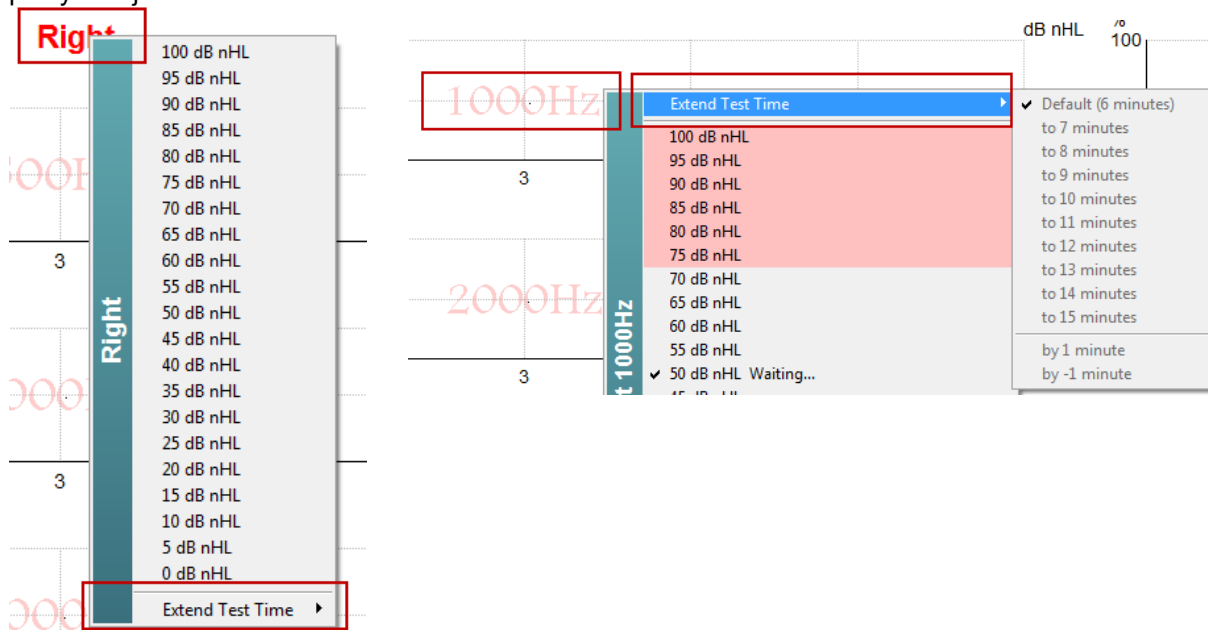 Right
100 dB nHL
95 dB nHL
90 dB nHL
85 dB nHL
80 dB nHL
75 dB nHL
70 dB nHL
65 dB nHL
3
60 dB nHL
55 dB nHL
50 dB nHL
45 dB nHL
40 dB nHL
35 dB nHL
30 dB nHL
25 dB nHL
20 dB nHL
3
15 dB nHL
10 dB nHL
5 dB nHL
0 dB nHL
Extend Test Time
Right
dB nHL
%
100
1000Hz
3
2000Hz
3
Extend Test Time
100 dB nHL
95 dB nHL
90 dB nHL
85 dB nHL
80 dB nHL
75 dB nHL
70 dB nHL
65 dB nHL
60 dB nHL
55 dB nHL
50 dB nHL Waiting...
1000Hz
Default (6 minutes)
to 7 minutes
to 8 minutes
to 9 minutes
to 10 minutes
to 11 minutes
to 12 minutes
to 13 minutes
to 14 minutes
to 15 minutes
by 1 minute
by -1 minute